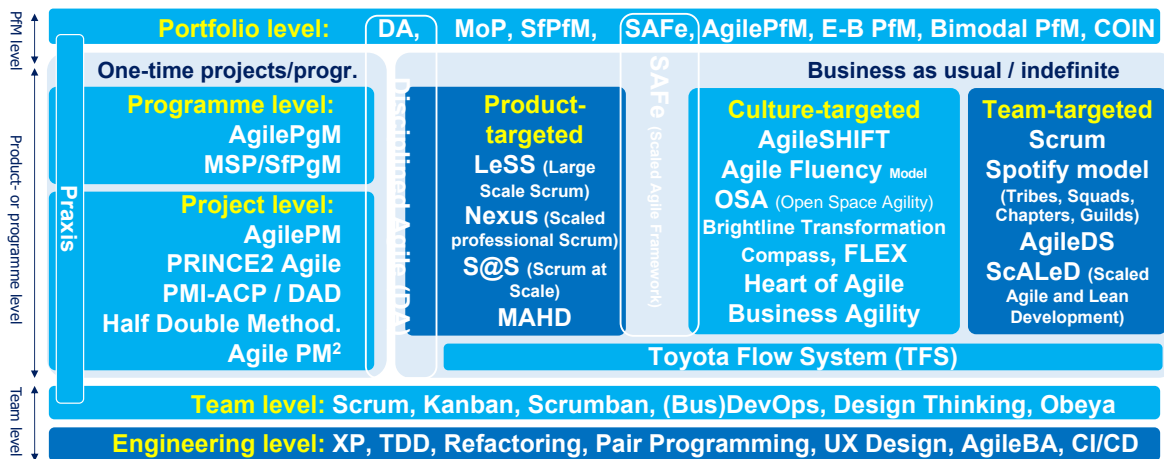 PfM level
Portfolio level: DA, MoP, SfPfM, SAFe, AgilePfM, E-B PfM, Bimodal PfM, COIN
Product- or programme level
Praxis
One-time projects/progr.
Programme level:
AgilePgM
MSP/SfPgM
Project level:
AgilePM
PRINCE2 Agile
PMI-ACP / DAD
Half Double Method.
Agile PM²
Disciplined Agile (DA)
Business as usual / indefinite
Product-
targeted
LeSS (Large
Scale Scrum)
Nexus (Scaled
professional Scrum)
S@S (Scrum at
Scale)
MAHD
SAFe (Scaled Agile Framework)
Culture-targeted
AgileSHIFT
Agile Fluency Model
OSA (Open Space Agility)
Brightline Transformation
Compass, FLEX
Heart of Agile
Business Agility
Team-targeted
Scrum
Spotify model
(Tribes, Squads,
Chapters, Guilds)
AgileDS
ScALeD (Scaled
Agile and Lean
Development)
Toyota Flow System (TFS)
Team level
Team level: Scrum, Kanban, Scrumban, (Bus)DevOps, Design Thinking, Obeya
Engineering level: XP, TDD, Refactoring, Pair Programming, UX Design, AgileBA, CI/CD